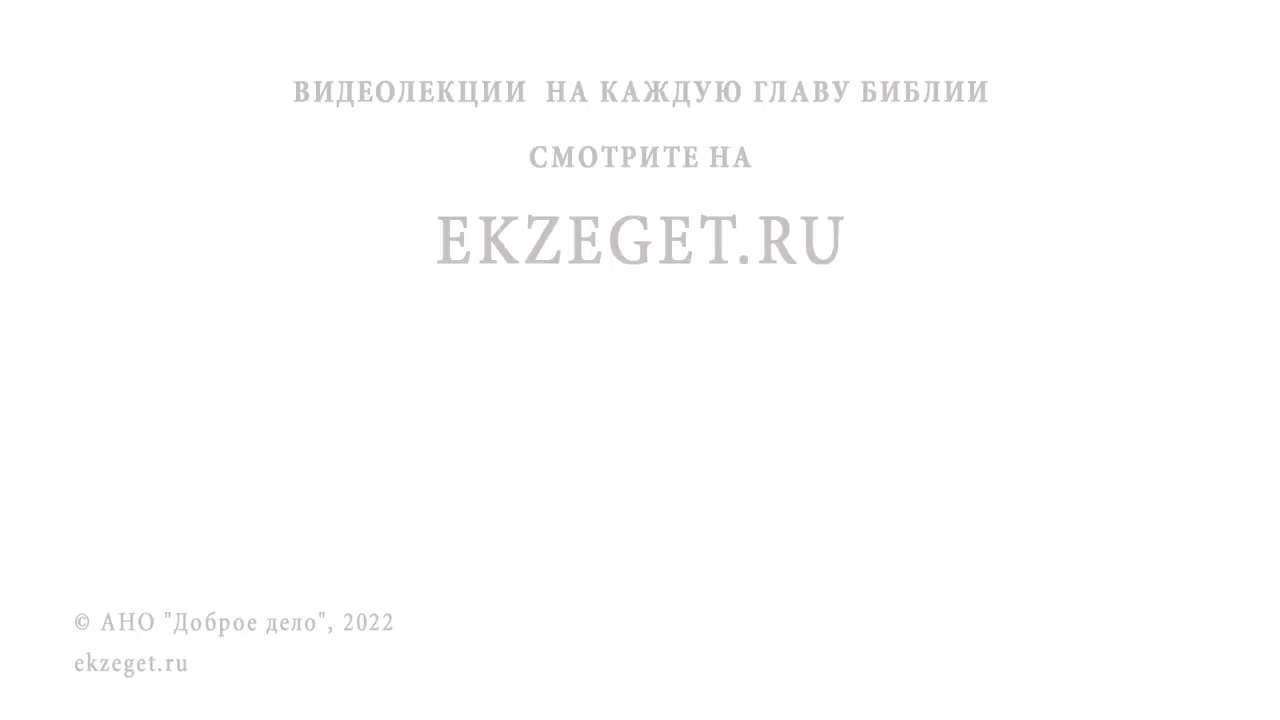 ВИДЕОЛЕКЦИИ НА КАЖДУЮ ГЛАВУ БИБЛИИ
СМОТРИТЕ НА
EKZEGET.RU
© АНО "Доброе дело", 2022
ekzeget.ru